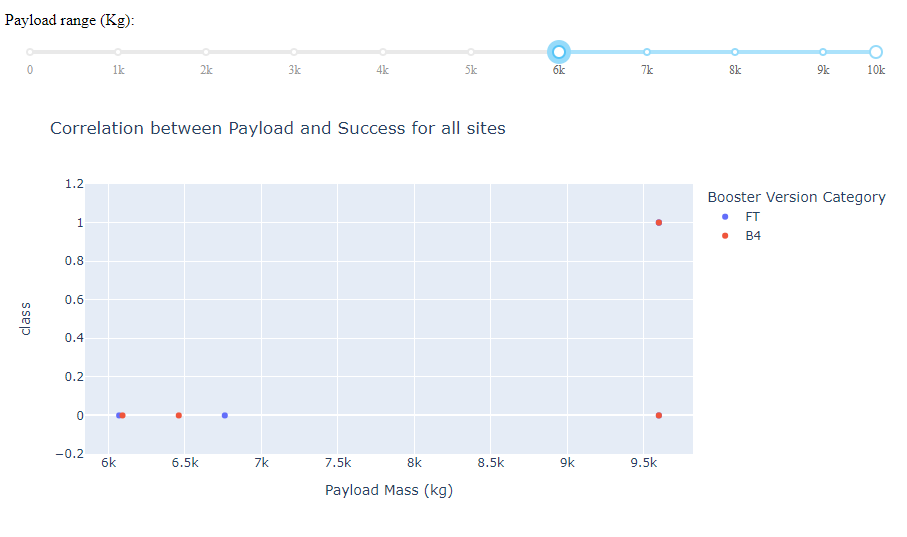 Payload range (Kg):
0 1k 2k 3k 4k 5k 6k 7k 8k 9k 10k
Correlation between Payload and Success for all sites
Booster Version Category
FT
B4
1.2
1
0.8
0.6
0.4
0.2
0
−0.2
class
6k 6.5k 7k 7.5k 8k 8.5k 9k 9.5k
Payload Mass (kg)